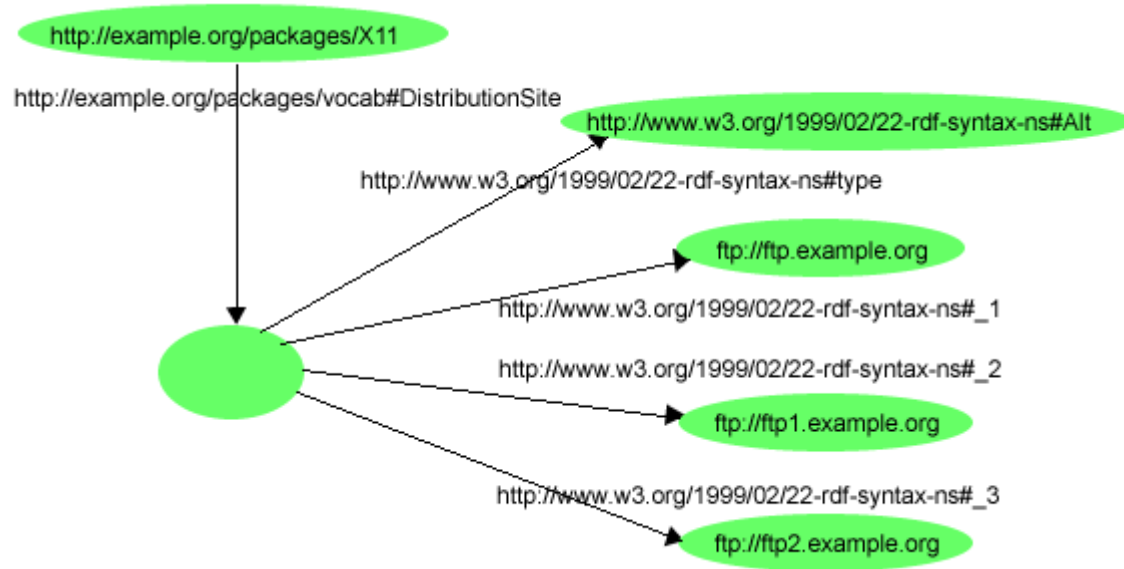 http://example.org/packages/X11
http://example.org/packages/vocab#DistributionSite
http://www.w3.org/1999/02/22-rdf-syntax-ns#Alt
http://www.w3.org/1999/02/22-rdf-syntax-ns#type
ftp://ftp.example.org
http://www.w3.org/1999/02/22-rdf-syntax-ns#_1
http://www.w3.org/1999/02/22-rdf-syntax-ns#_2
ftp://ftp1.example.org
http://www.w3.org/1999/02/22-rdf-syntax-ns#_3
ftp://ftp2.example.org